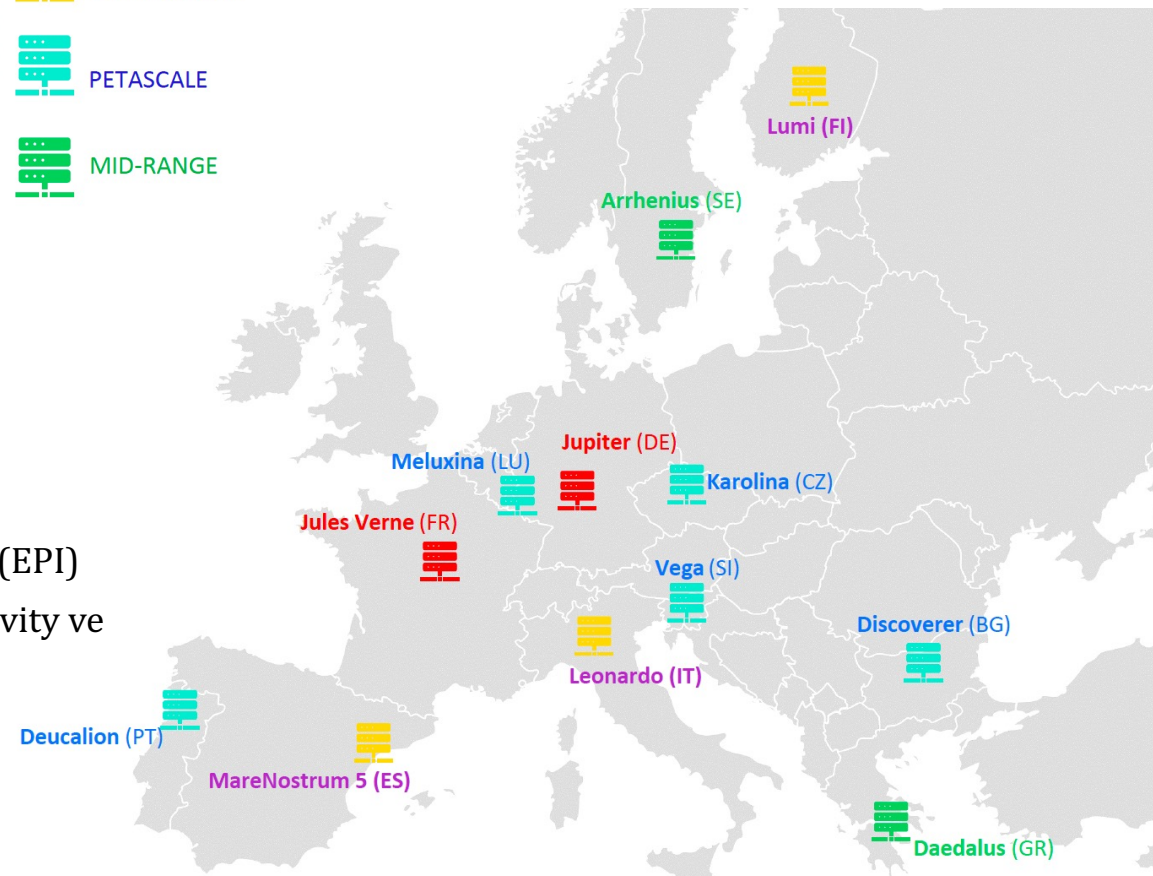 PETASCALE
MID-RANGE
Lumi (FI)
Arrhenius (SE)
Jupiter (DE)
Meluxina (LU)
Karolina (CZ)
Jules Verne (FR)
(EPI)
Vega (SI)
vity ve
Discoverer (BG)
Leonardo (IT)
Deucalion (PT)
MareNostrum 5 (ES)
Daedalus (GR)